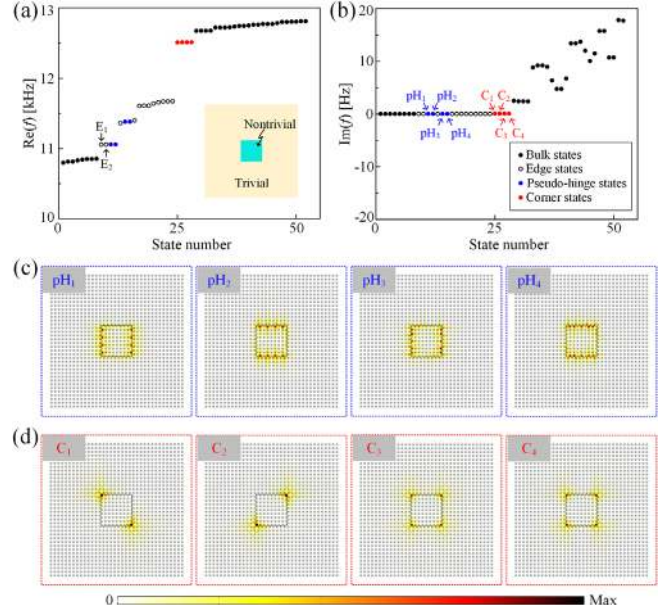 (a)
13
12
11
10
Re(f) [kHz]
E₁
E₂
Nontrivial
Trivial
0
25
50
State number
(b)
20
10
0
-10
-20
Im(f) [Hz]
pH₁
pH₂
pH₃
pH₄
C₁
C₂
C₃
C₄
Bulk states
Edge states
Pseudo-hinge states
Corner states
0
25
50
State number
(c)
pH₁
pH₂
pH₃
pH₄
(d)
C₁
C₂
C₃
C₄
0
Max